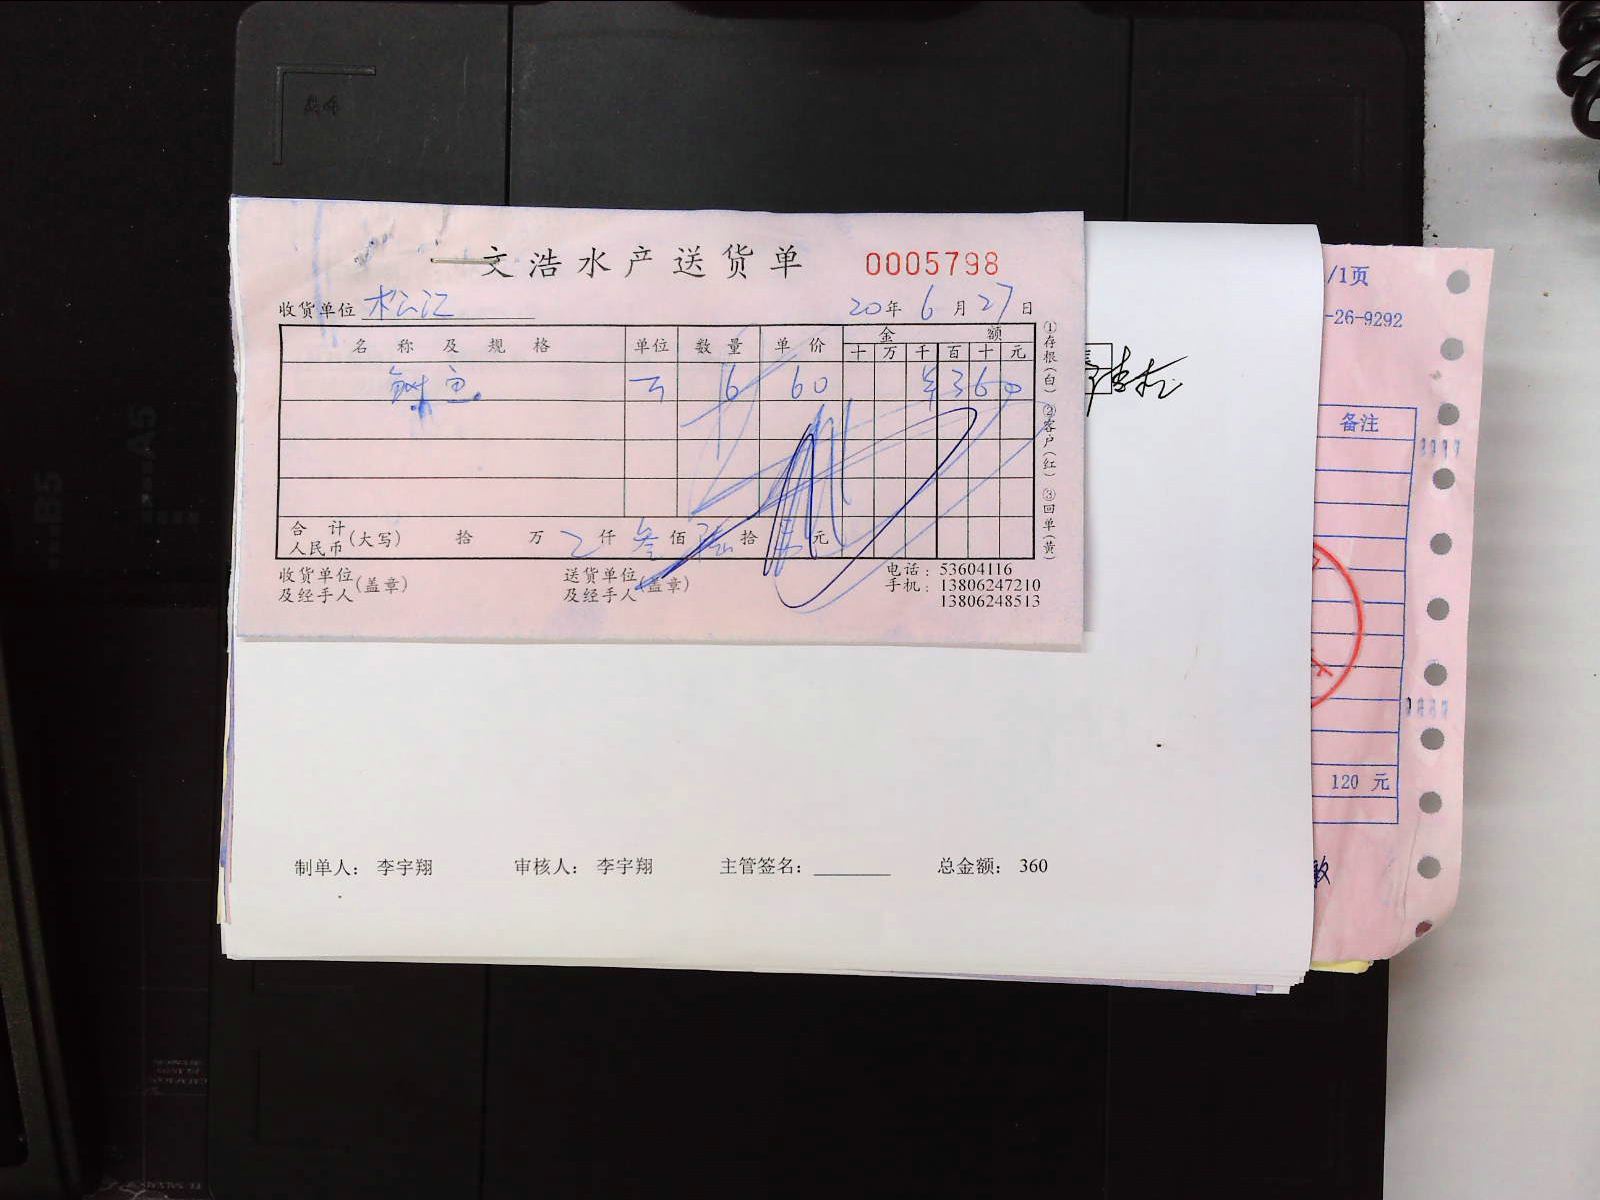 A4
文浩水产送货单 0005798
收货单位 松江 20年6月27日
名称及规格 单位 数量 单价 金额
十 万 千 百 十 元
鱼 6 60 ¥360
合计
人民币(大写) 拾 万 仟 叁 佰 陆 拾 元
收货单位
及经手人(盖章)
送货单位
及经手人(盖章)
电话:53604116
手机:13806247210
13806248513
①存根(白) ②客户(红) ③回单(黄)
/1页
-26-9292
备注
120 元
制单人: 李宇翔 审核人: 李宇翔 主管签名: 总金额: 360
A5
B5